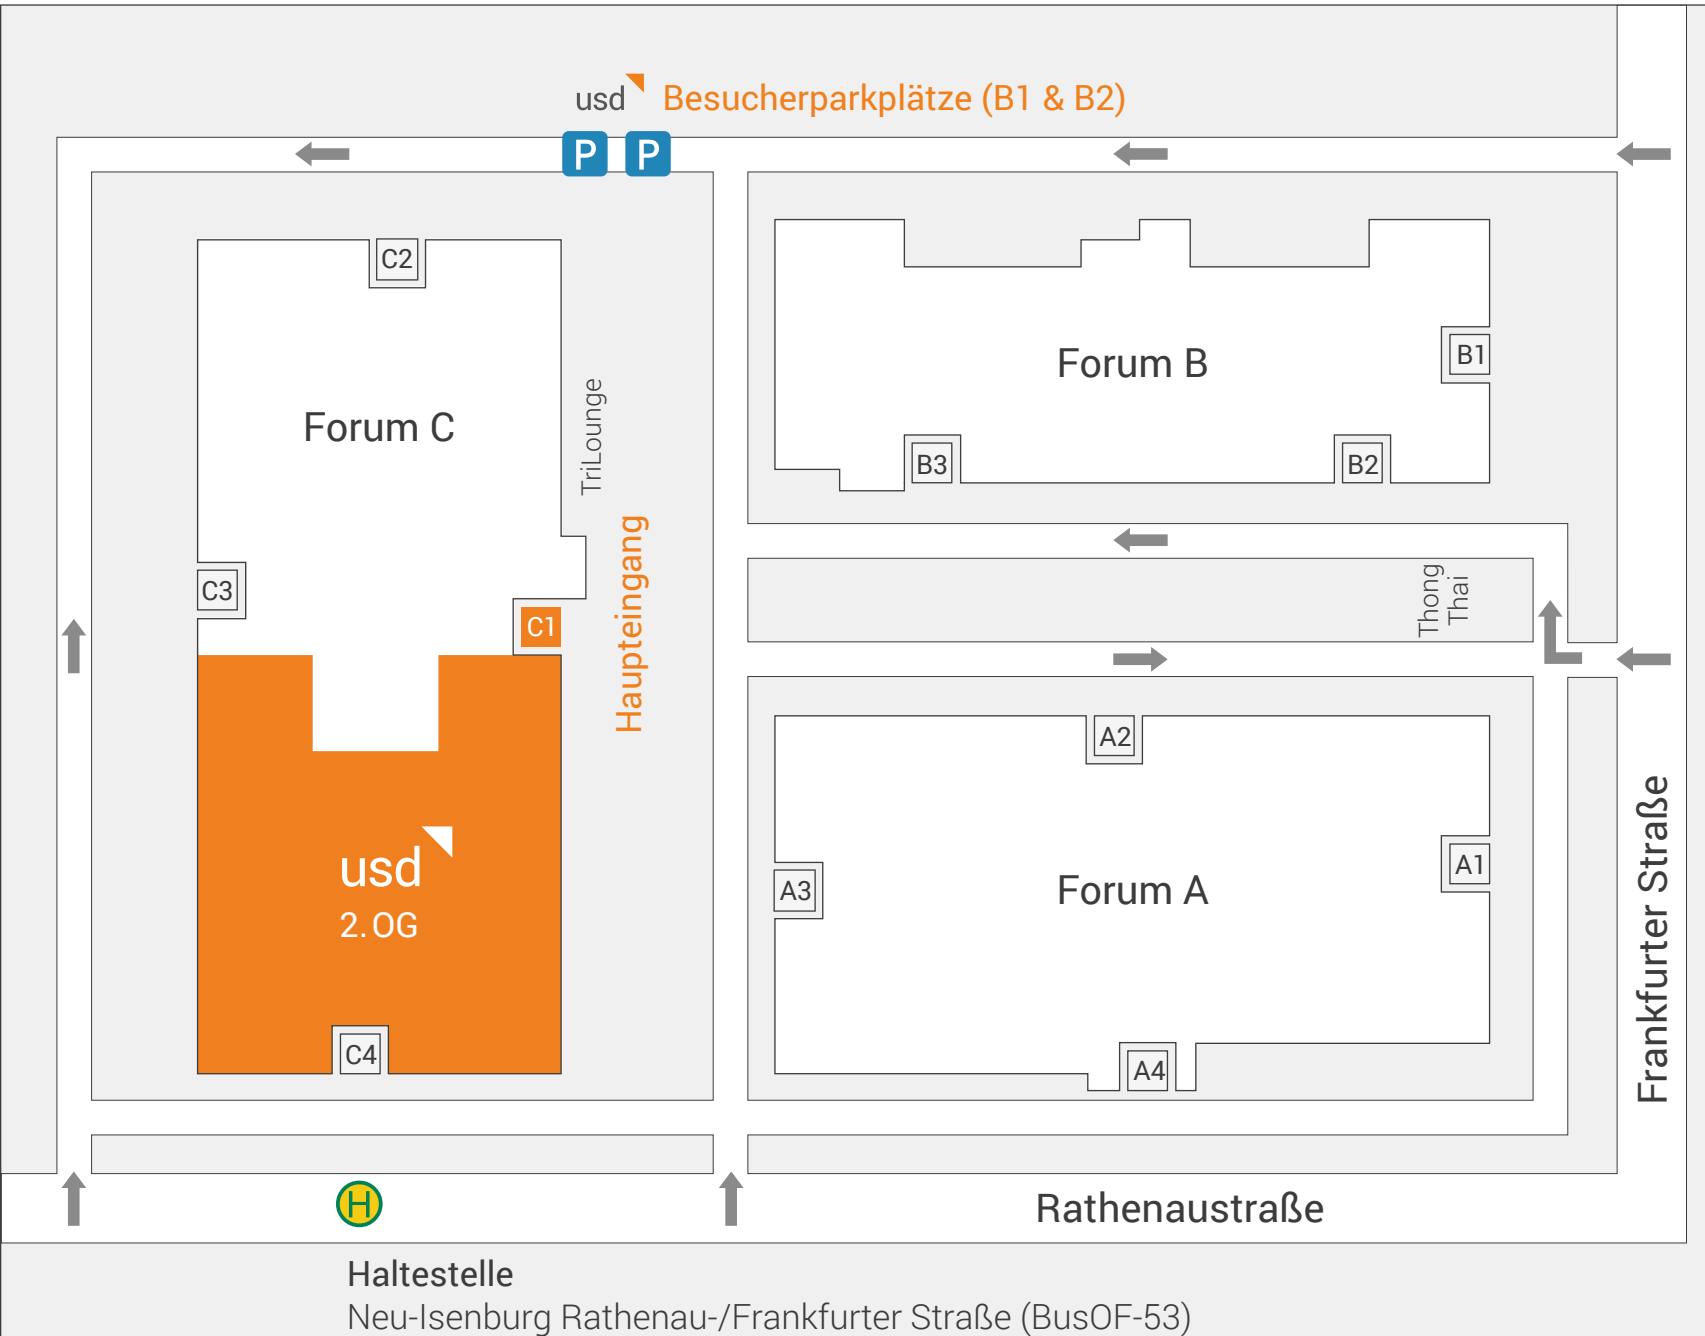 usd Besucherparkplätze (B1 & B2)
P P
C2
Forum C
TriLounge
Haupteingang
C3
C1
usd
2. OG
C4
Forum B
B1
B3
B2
Thong
Thai
A2
A3
Forum A
A1
A4
Frankfurter Straße
H
Rathenaustraße
Haltestelle
Neu-Isenburg Rathenau-/Frankfurter Straße (BusOF-53)